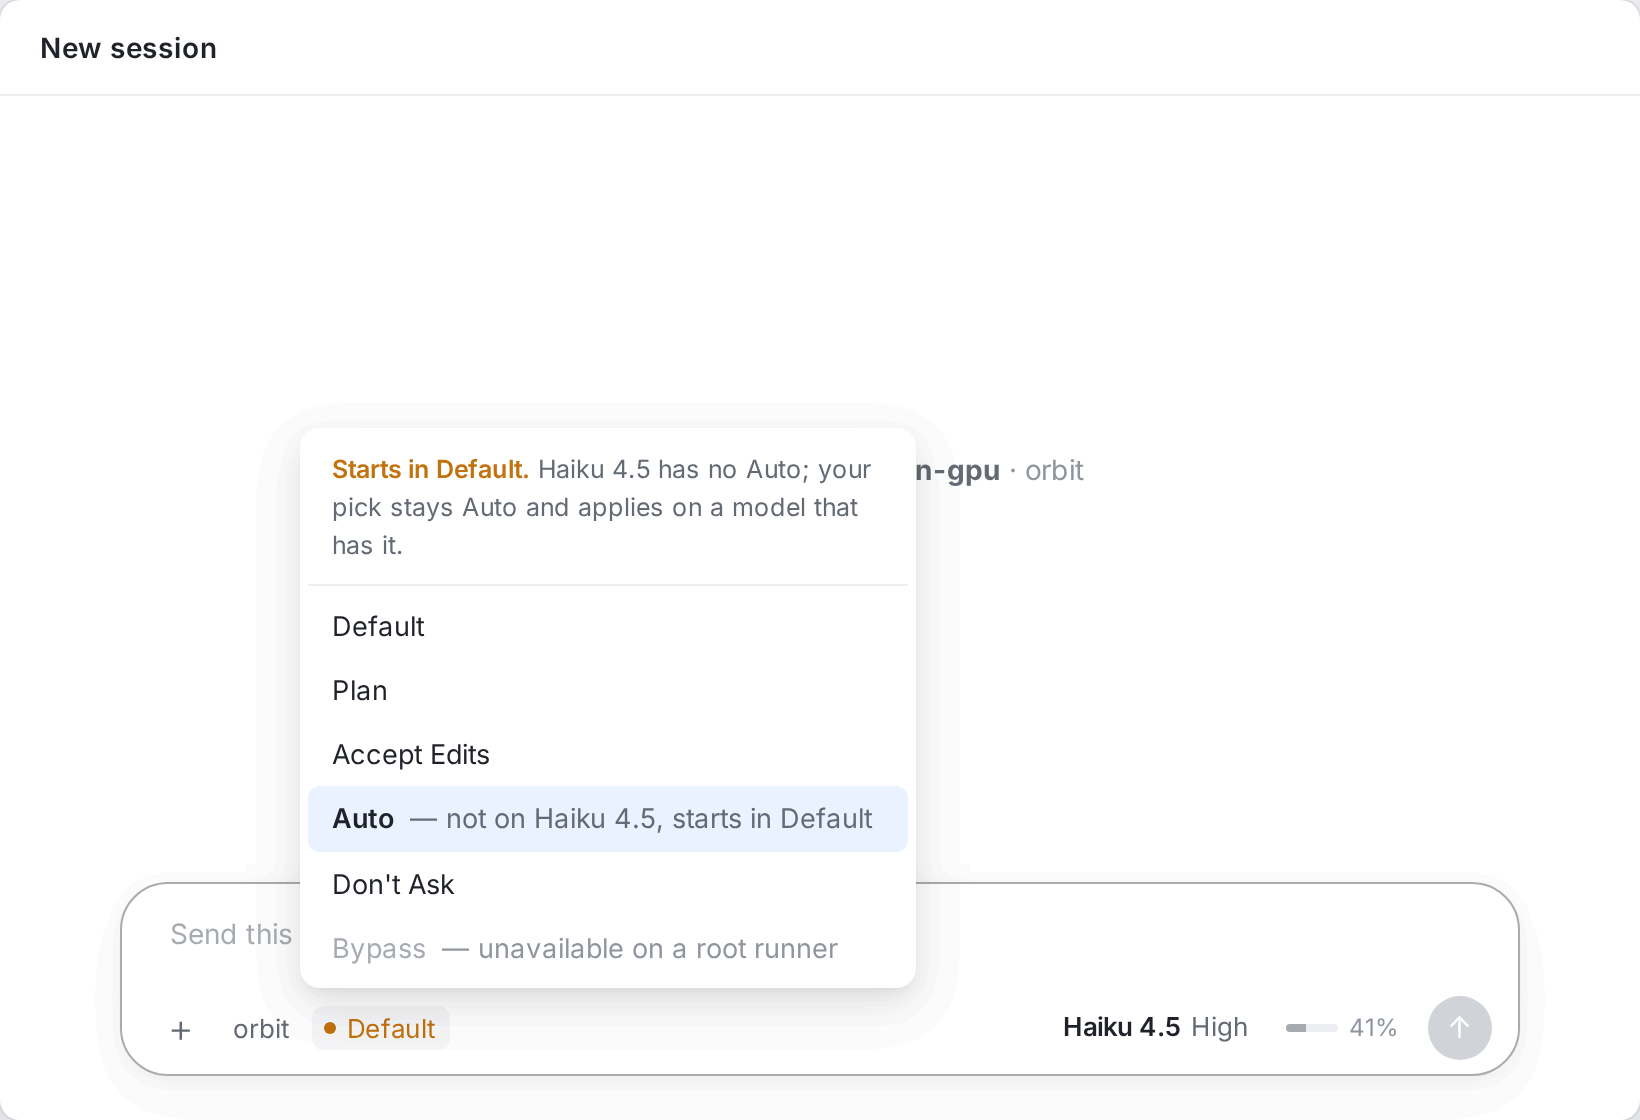 New session
n-gpu · orbit
Starts in Default. Haiku 4.5 has no Auto; your
pick stays Auto and applies on a model that
has it.
Default
Plan
Accept Edits
Auto — not on Haiku 4.5, starts in Default
Don't Ask
Bypass — unavailable on a root runner
Send this
+ orbit Default Haiku 4.5 High 41%